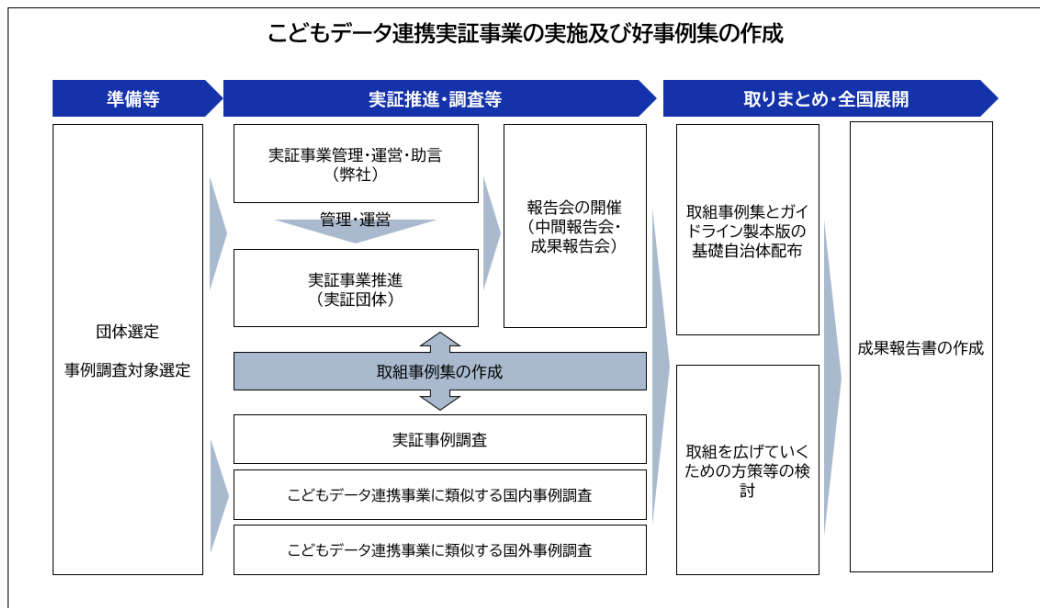 こどもデータ連携実証事業の実施及び好事例集の作成
準備等
実証推進・調査等
取りまとめ・全国展開
団体選定
事例調査対象選定
実証事業管理・運営・助言
（弊社）
管理・運営
実証事業推進
（実証団体）
報告会の開催
（中間報告会・
成果報告会）
取組事例集の作成
実証事例調査
こどもデータ連携事業に類似する国内事例調査
こどもデータ連携事業に類似する国外事例調査
取組事例集とガイ
ドライン製本版の
基礎自治体配布
取組を広げていく
ための方策等の検
討
成果報告書の作成